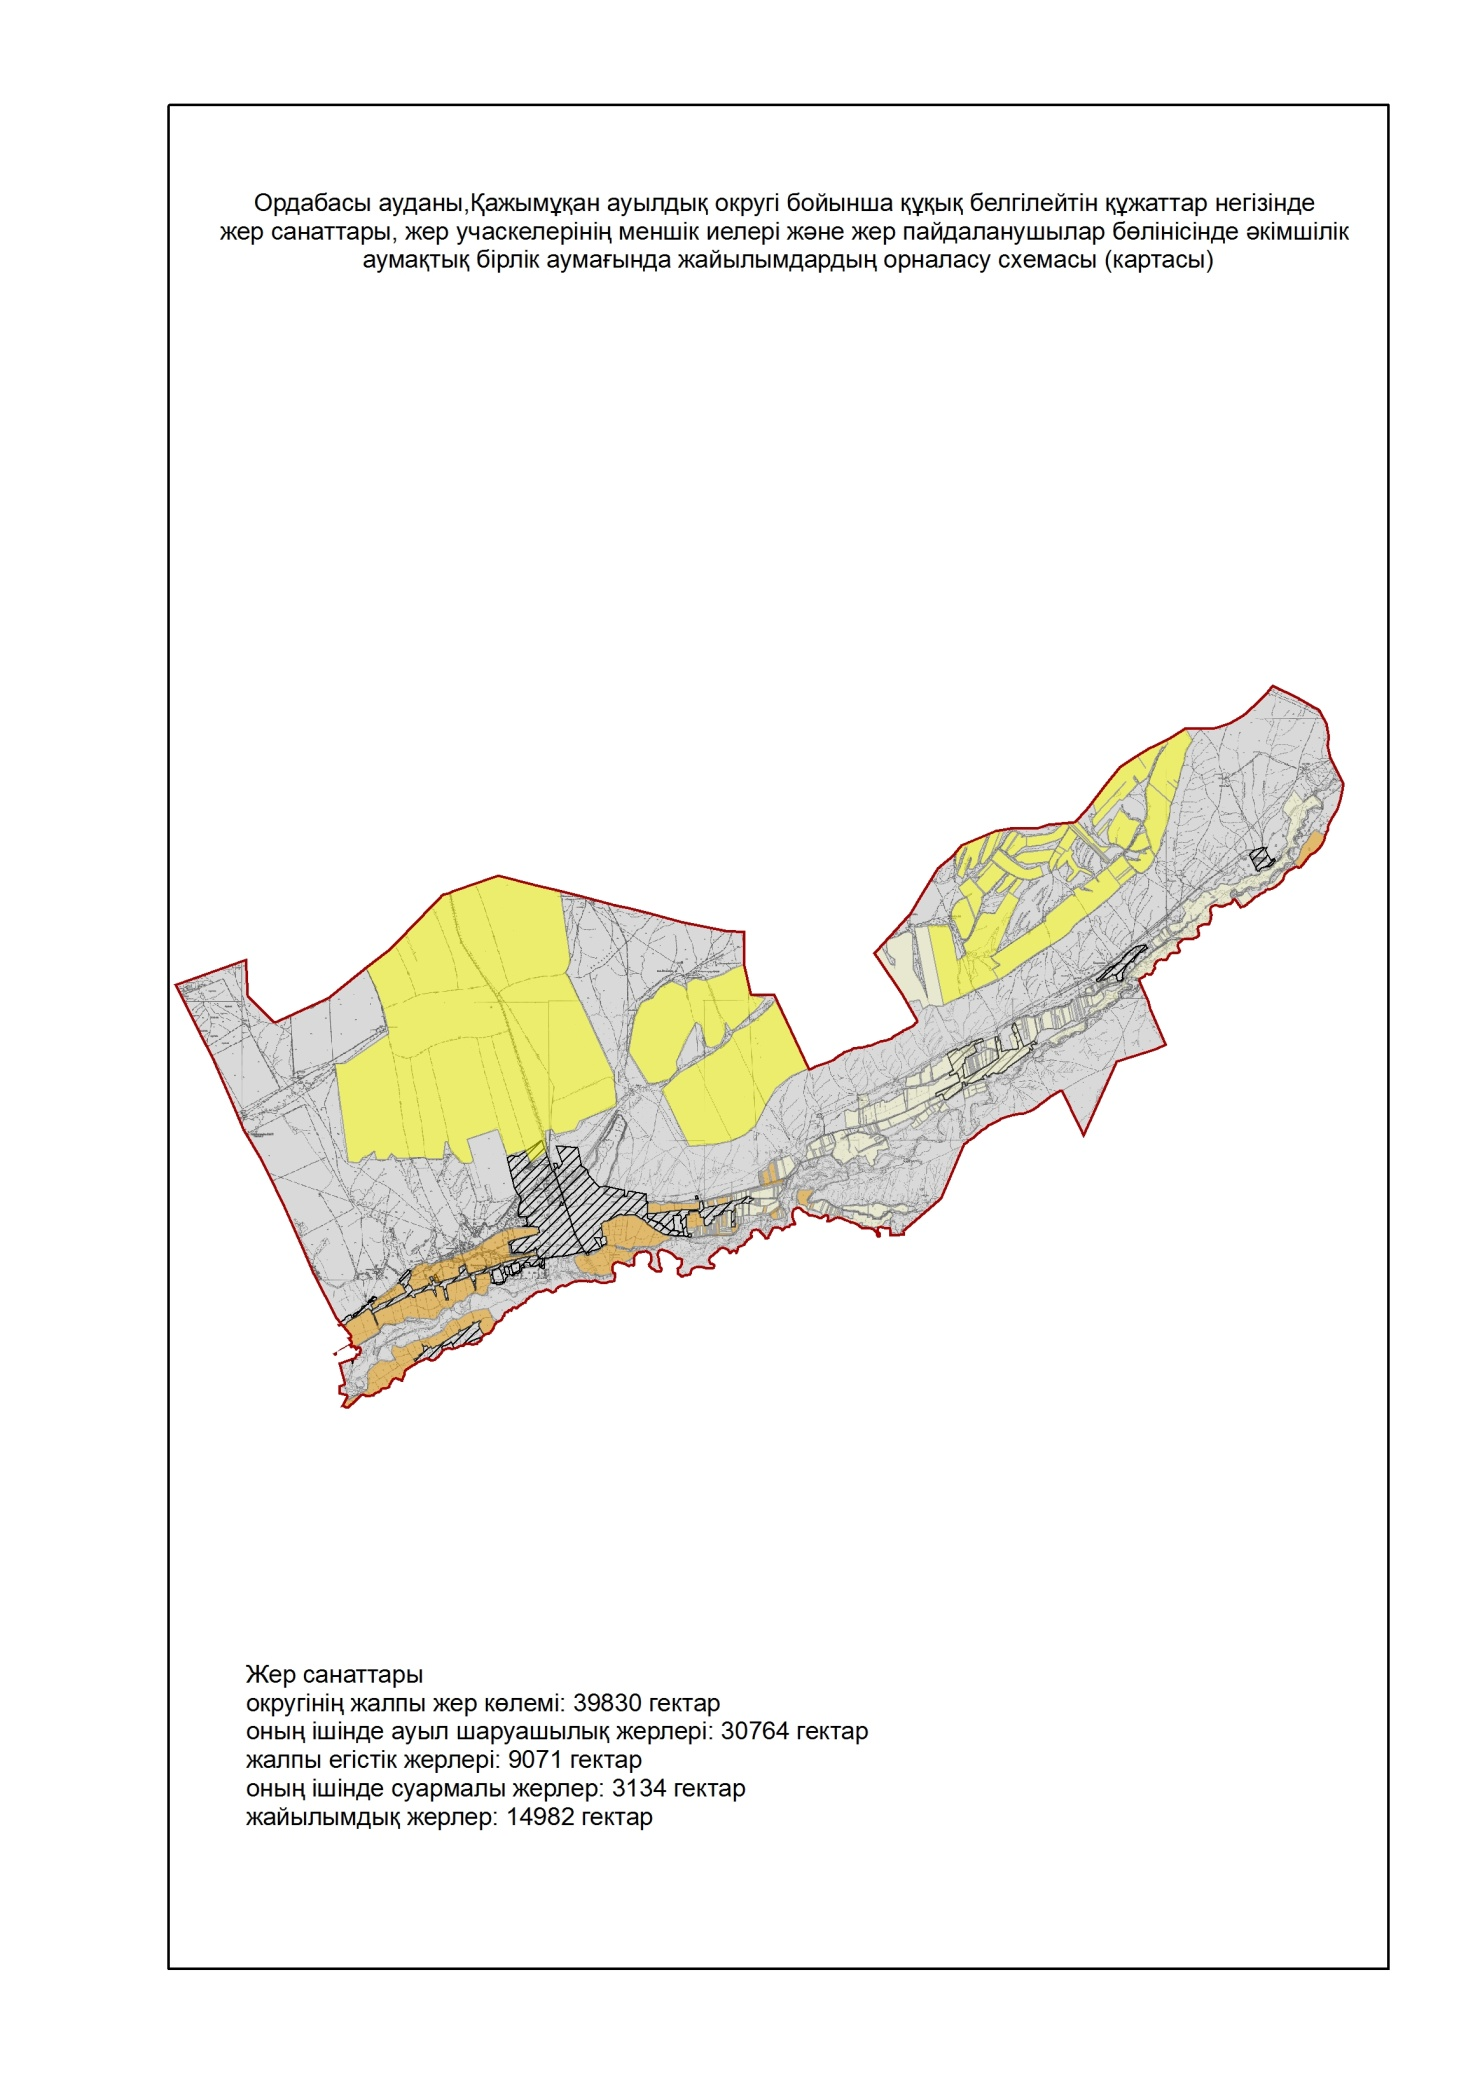 Ордабасы ауданы,Қажымұқан ауылдық округі бойынша құқық белгілейтін құжаттар негізінде
жер санаттары, жер учаскелерінің меншік иелері және жер пайдаланушылар бөлінісінде әкімшілік
аумақтық бірлік аумағында жайылымдардың орналасу схемасы (картасы)
Жер санаттары
округінің жалпы жер көлемі: 39830 гектар
оның ішінде ауыл шаруашылық жерлері: 30764 гектар
жалпы егістік жерлері: 9071 гектар
оның ішінде суармалы жерлер: 3134 гектар
жайылымдық жерлер: 14982 гектар